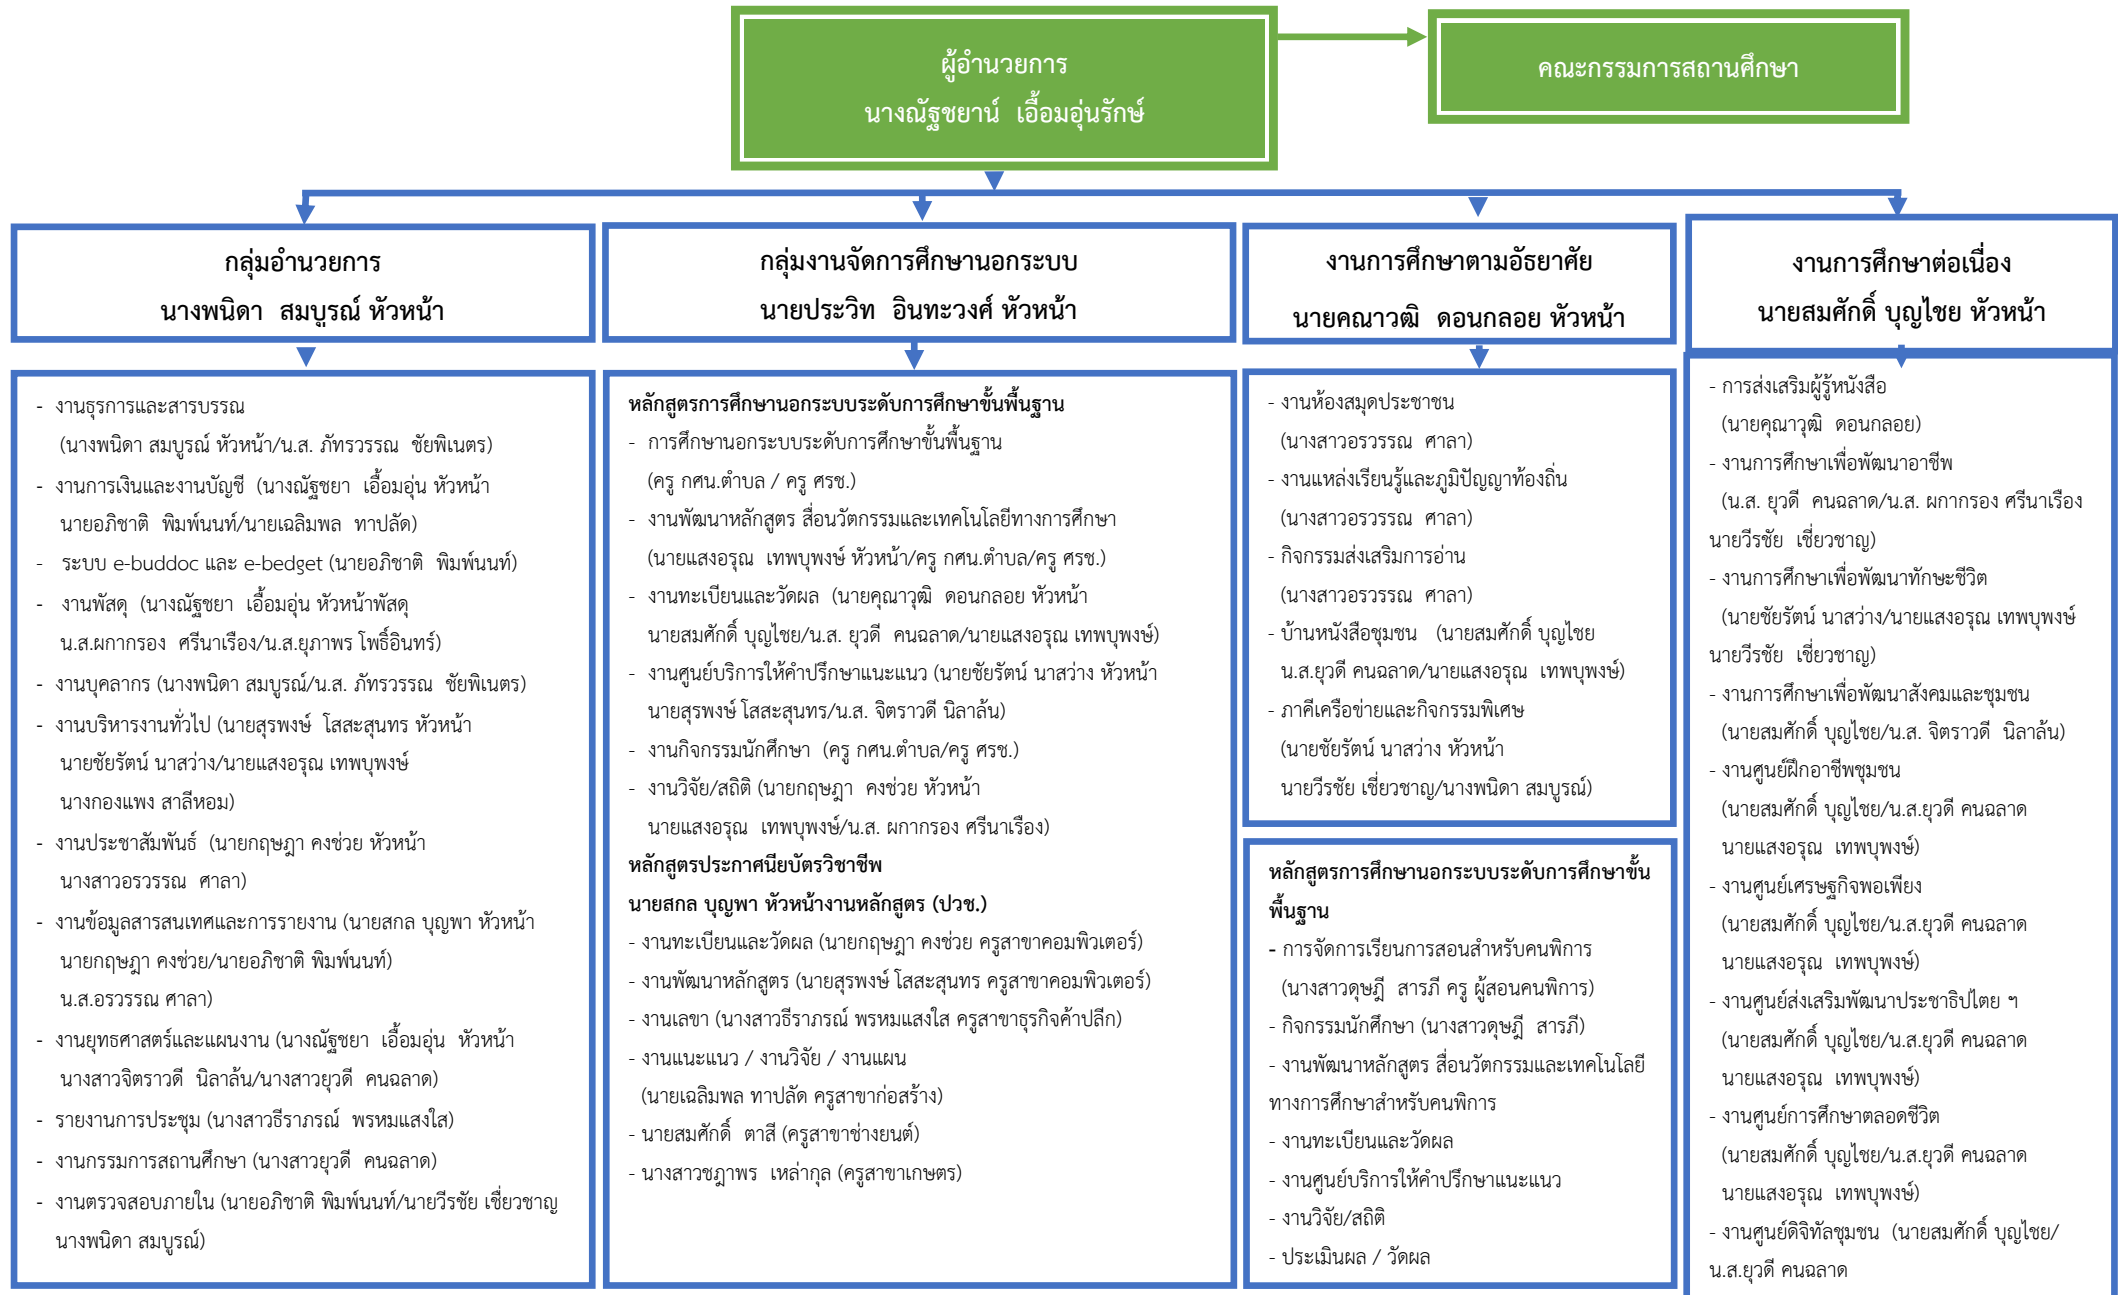 ผู้อำนวยการ
นางณัฐชยาน์ เอื้อมอุ่นรักษ์
คณะกรรมการสถานศึกษา
กลุ่มอำนวยการ
นางพนิดา สมบูรณ์ หัวหน้า
- งานธุรการและสารบรรณ
(นางพนิดา สมบูรณ์ หัวหน้า/น.ส. ภัทรวรรณ ชัยพิเนตร)
- งานการเงินและงานบัญชี (นางณัฐชยา เอื้อมอุ่น หัวหน้า
นายอภิชาติ พิมพ์นนท์/นายเฉลิมพล ทาปลัด)
- ระบบ e-buddoc และ e-bedget (นายอภิชาติ พิมพ์นนท์)
- งานพัสดุ (นางณัฐชยา เอื้อมอุ่น หัวหน้าพัสดุ
น.ส.ผกากรอง ศรีนาเรือง/น.ส.ยุภาพร โพธิ์อินทร์)
- งานบุคลากร (นางพนิดา สมบูรณ์/น.ส. ภัทรวรรณ ชัยพิเนตร)
- งานบริหารงานทั่วไป (นายสุรพงษ์ โสสะสุนทร หัวหน้า
นายชัยรัตน์ นาสว่าง/นายแสงอรุณ เทพบุพงษ์
นางกองแพง สาลีหอม)
- งานประชาสัมพันธ์ (นายกฤษฎา คงช่วย หัวหน้า
นางสาวอรวรรณ ศาลา)
- งานข้อมูลสารสนเทศและการรายงาน (นายสกล บุญพา หัวหน้า
นายกฤษฎา คงช่วย/นายอภิชาติ พิมพ์นนท์)
น.ส.อรวรรณ ศาลา)
- งานยุทธศาสตร์และแผนงาน (นางณัฐชยา เอื้อมอุ่น หัวหน้า
นางสาวจิตราวดี นิลาล้น/นางสาวยุวดี คนฉลาด)
- รายงานการประชุม (นางสาวธีราภรณ์ พรหมแสงใส)
- งานกรรมการสถานศึกษา (นางสาวยุวดี คนฉลาด)
- งานตรวจสอบภายใน (นายอภิชาติ พิมพ์นนท์/นายวีรชัย เชี่ยวชาญ
นางพนิดา สมบูรณ์)
กลุ่มงานจัดการศึกษานอกระบบ
นายประวิท อินทะวงศ์ หัวหน้า
หลักสูตรการศึกษานอกระบบระดับการศึกษาขั้นพื้นฐาน
- การศึกษานอกระบบระดับการศึกษาขั้นพื้นฐาน
(ครู กศน.ตำบล / ครู ศรช.)
- งานพัฒนาหลักสูตร สื่อนวัตกรรมและเทคโนโลยีทางการศึกษา
(นายแสงอรุณ เทพบุพงษ์ หัวหน้า/ครู กศน.ตำบล/ครู ศรช.)
- งานทะเบียนและวัดผล (นายคุณาวุฒิ ดอนกลอย หัวหน้า
นายสมศักดิ์ บุญไชย/น.ส. ยุวดี คนฉลาด/นายแสงอรุณ เทพบุพงษ์)
- งานศูนย์บริการให้คำปรึกษาแนะแนว (นายชัยรัตน์ นาสว่าง หัวหน้า
นายสุรพงษ์ โสสะสุนทร/น.ส. จิตราวดี นิลาล้น)
- งานกิจกรรมนักศึกษา (ครู กศน.ตำบล/ครู ศรช.)
- งานวิจัย/สถิติ (นายกฤษฎา คงช่วย หัวหน้า
นายแสงอรุณ เทพบุพงษ์/น.ส. ผกากรอง ศรีนาเรือง)
หลักสูตรประกาศนียบัตรวิชาชีพ
นายสกล บุญพา หัวหน้างานหลักสูตร (ปวช.)
- งานทะเบียนและวัดผล (นายกฤษฎา คงช่วย ครูสาขาคอมพิวเตอร์)
- งานพัฒนาหลักสูตร (นายสุรพงษ์ โสสะสุนทร ครูสาขาคอมพิวเตอร์)
- งานเลขา (นางสาวธีราภรณ์ พรหมแสงใส ครูสาขาธุรกิจค้าปลีก)
- งานแนะแนว / งานวิจัย / งานแผน
(นายเฉลิมพล ทาปลัด ครูสาขาก่อสร้าง)
- นายสมศักดิ์ ตาสี (ครูสาขาช่างยนต์)
- นางสาวชฎาพร เหล่ากุล (ครูสาขาเกษตร)
งานการศึกษาตามอัธยาศัย
นายคณาวฒิ ดอนกลอย หัวหน้า
- งานห้องสมุดประชาชน
(นางสาวอรวรรณ ศาลา)
- งานแหล่งเรียนรู้และภูมิปัญญาท้องถิ่น
(นางสาวอรวรรณ ศาลา)
- กิจกรรมส่งเสริมการอ่าน
(นางสาวอรวรรณ ศาลา)
- บ้านหนังสือชุมชน (นายสมศักดิ์ บุญไชย
น.ส.ยุวดี คนฉลาด/นายแสงอรุณ เทพบุพงษ์)
- ภาคีเครือข่ายและกิจกรรมพิเศษ
(นายชัยรัตน์ นาสว่าง หัวหน้า
นายวีรชัย เชี่ยวชาญ/นางพนิดา สมบูรณ์)
หลักสูตรการศึกษานอกระบบระดับการศึกษาขั้น
พื้นฐาน
- การจัดการเรียนการสอนสำหรับคนพิการ
(นางสาวดุษฎี สารภี ครู ผู้สอนคนพิการ)
- กิจกรรมนักศึกษา (นางสาวดุษฎี สารภี)
- งานพัฒนาหลักสูตร สื่อนวัตกรรมและเทคโนโลยี
ทางการศึกษาสำหรับคนพิการ
- งานทะเบียนและวัดผล
- งานศูนย์บริการให้คำปรึกษาแนะแนว
- งานวิจัย/สถิติ
- ประเมินผล / วัดผล
งานการศึกษาต่อเนื่อง
นายสมศักดิ์ บุญไชย หัวหน้า
- การส่งเสริมผู้รู้หนังสือ
(นายคุณาวุฒิ ดอนกลอย)
- งานการศึกษาเพื่อพัฒนาอาชีพ
(น.ส. ยุวดี คนฉลาด/น.ส. ผกากรอง ศรีนาเรือง
นายวีรชัย เชี่ยวชาญ)
- งานการศึกษาเพื่อพัฒนาทักษะชีวิต
(นายชัยรัตน์ นาสว่าง/นายแสงอรุณ เทพบุพงษ์
นายวีรชัย เชี่ยวชาญ)
- งานการศึกษาเพื่อพัฒนาสังคมและชุมชน
(นายสมศักดิ์ บุญไชย/น.ส. จิตราวดี นิลาล้น)
- งานศูนย์ฝึกอาชีพชุมชน
(นายสมศักดิ์ บุญไชย/น.ส.ยุวดี คนฉลาด
นายแสงอรุณ เทพบุพงษ์)
- งานศูนย์เศรษฐกิจพอเพียง
(นายสมศักดิ์ บุญไชย/น.ส.ยุวดี คนฉลาด
นายแสงอรุณ เทพบุพงษ์)
- งานศูนย์ส่งเสริมพัฒนาประชาธิปไตย ฯ
(นายสมศักดิ์ บุญไชย/น.ส.ยุวดี คนฉลาด
นายแสงอรุณ เทพบุพงษ์)
- งานศูนย์การศึกษาตลอดชีวิต
(นายสมศักดิ์ บุญไชย/น.ส.ยุวดี คนฉลาด
นายแสงอรุณ เทพบุพงษ์)
- งานศูนย์ดิจิทัลชุมชน (นายสมศักดิ์ บุญไชย/
น.ส.ยุวดี คนฉลาด